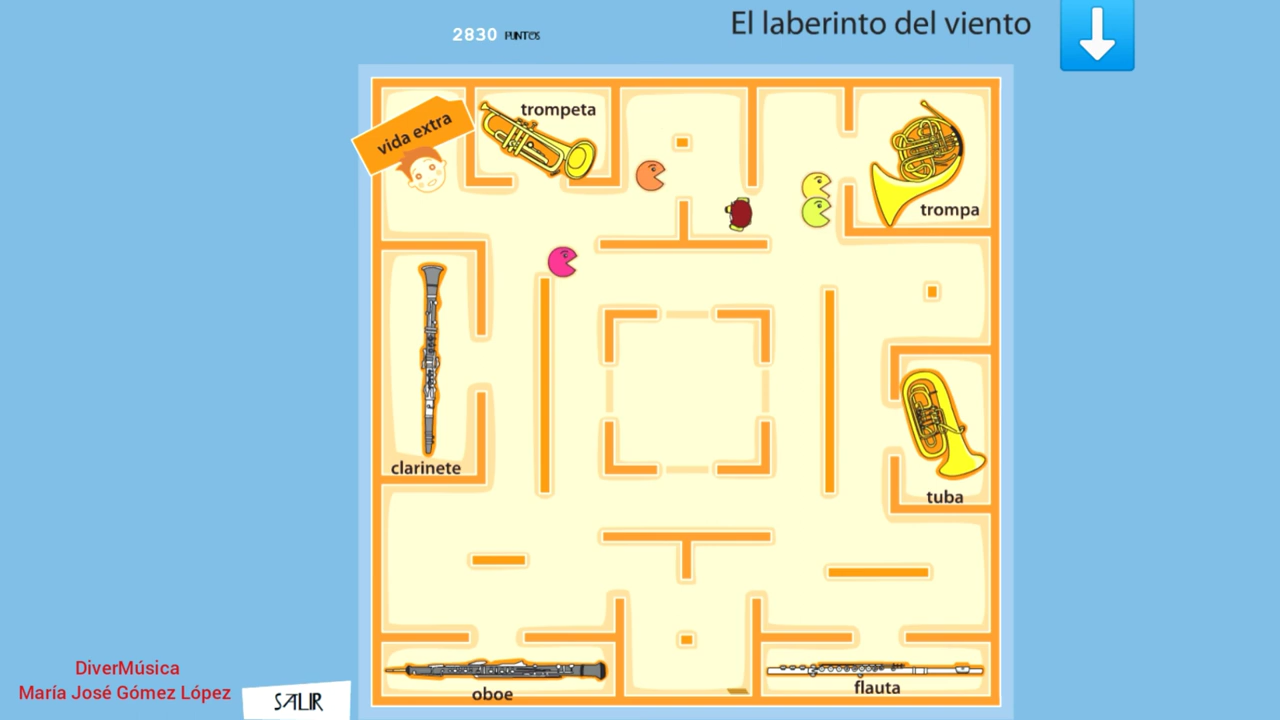 El laberinto del viento
2830 PUNTOS
vida extra
trompeta
trompa
clarinete
tuba
oboe
flauta
DiverMúsica
María José Gómez López
SALIR